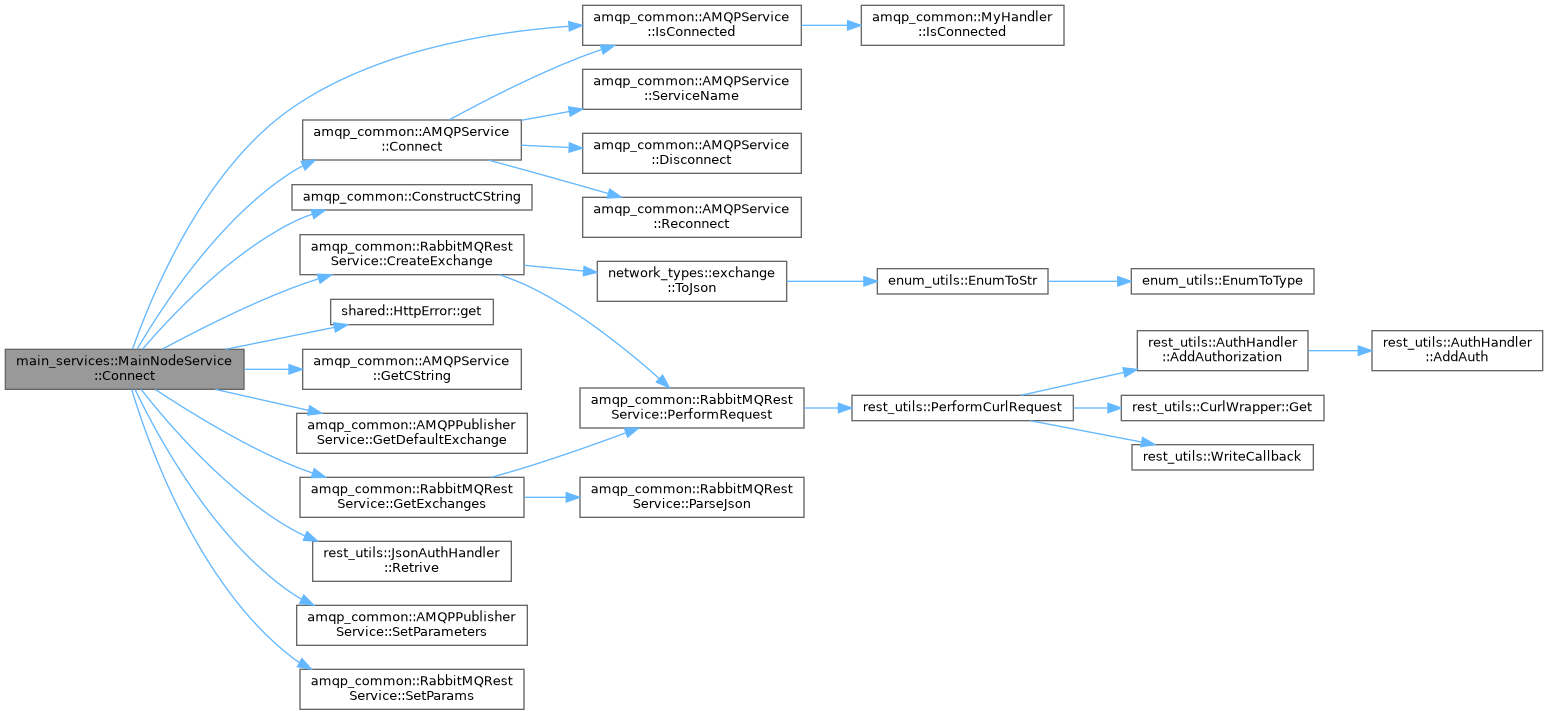 amqp_common::AMQPService
::IsConnected
amqp_common::MyHandler
::IsConnected
amqp_common::AMQPService
::ServiceName
amqp_common::AMQPService
::Connect
amqp_common::AMQPService
::Disconnect
amqp_common::ConstructCString
amqp_common::AMQPService
::Reconnect
amqp_common::RabbitMQRest
Service::CreateExchange
network_types::exchange
::ToJson
enum_utils::EnumToStr
enum_utils::EnumToType
shared::HttpError::get
main_services::MainNodeService
::Connect
amqp_common::AMQPService
::GetCString
rest_utils::AuthHandler
::AddAuthorization
rest_utils::AuthHandler
::AddAuth
amqp_common::RabbitMQRest
Service::PerformRequest
rest_utils::PerformCurlRequest
rest_utils::CurlWrapper::Get
amqp_common::AMQPPublisher
Service::GetDefaultExchange
rest_utils::WriteCallback
amqp_common::RabbitMQRest
Service::GetExchanges
amqp_common::RabbitMQRest
Service::ParseJson
rest_utils::JsonAuthHandler
::Retrive
amqp_common::AMQPPublisher
Service::SetParameters
amqp_common::RabbitMQRest
Service::SetParams